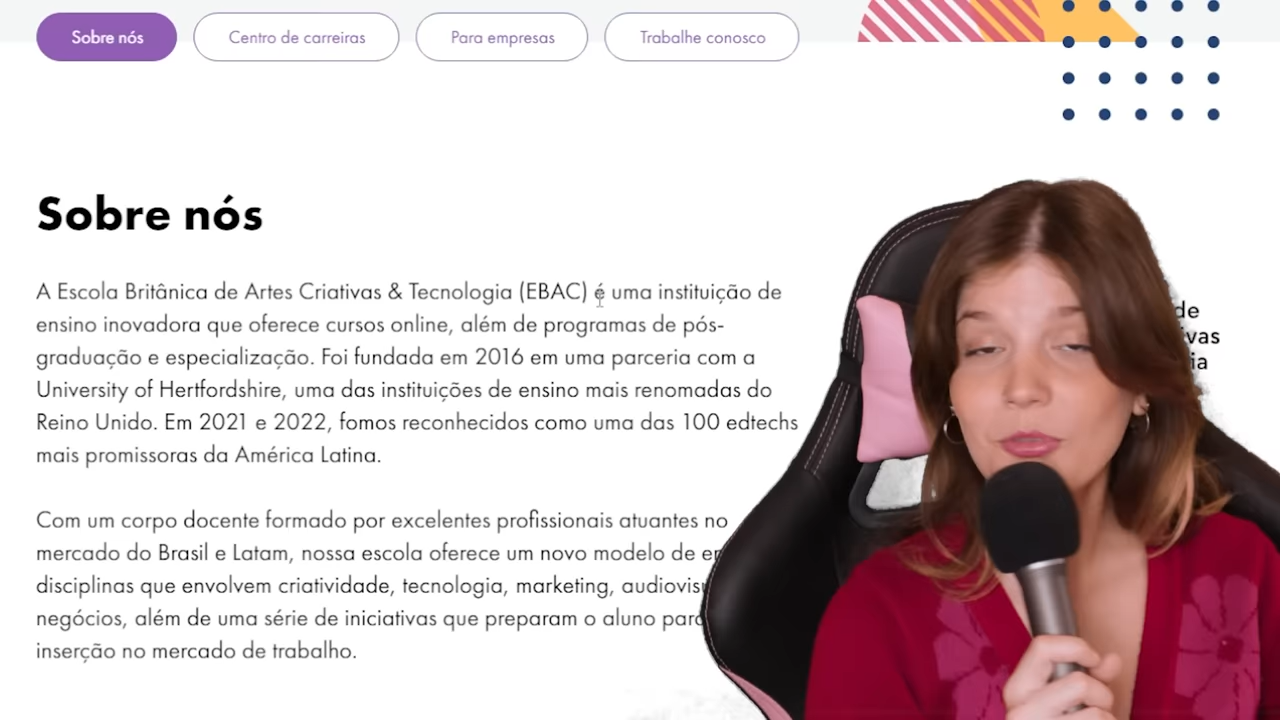 Sobre nós
Centro de carreiras
Para empresas
Trabalhe conosco
Sobre nós
A Escola Britânica de Artes Criativas & Tecnologia (EBAC) é uma instituição de
ensino inovadora que oferece cursos online, além de programas de pós-
graduação e especialização. Foi fundada em 2016 em uma parceria com a
University of Hertfordshire, uma das instituições de ensino mais renomadas do
Reino Unido. Em 2021 e 2022, fomos reconhecidos como uma das 100 edtechs
mais promissoras da América Latina.
Com um corpo docente formado por excelentes profissionais atuantes no
mercado do Brasil e Latam, nossa escola oferece um novo modelo de
disciplinas que envolvem criatividade, tecnologia, marketing,
negócios, além de uma série de iniciativas que preparam o aluno
inserção no mercado de trabalho.
de